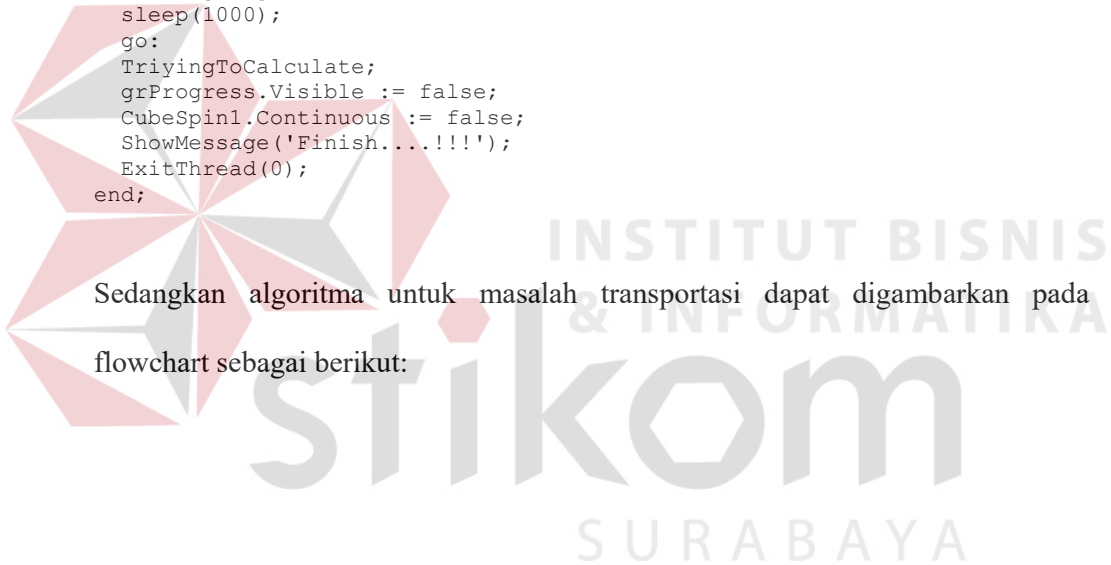 sleep(1000);
go:
TriyingToCalculate;
grProgress.Visible := false;
CubeSpin1.Continuous := false;
ShowMessage('Finish....!!!');
ExitThread(0);
end;
INSTITUT BISNIS
& INFORMATIKA
Sedangkan algoritma untuk masalah transportasi dapat digambarkan pada
flowchart sebagai berikut:
stikom
SURABAYA